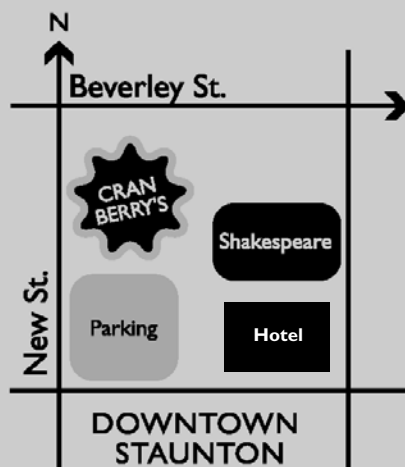 N
Beverley St.
CRAN
BERRY'S
Shakespeare
New St.
Parking
Hotel
DOWNTOWN
STAUNTON